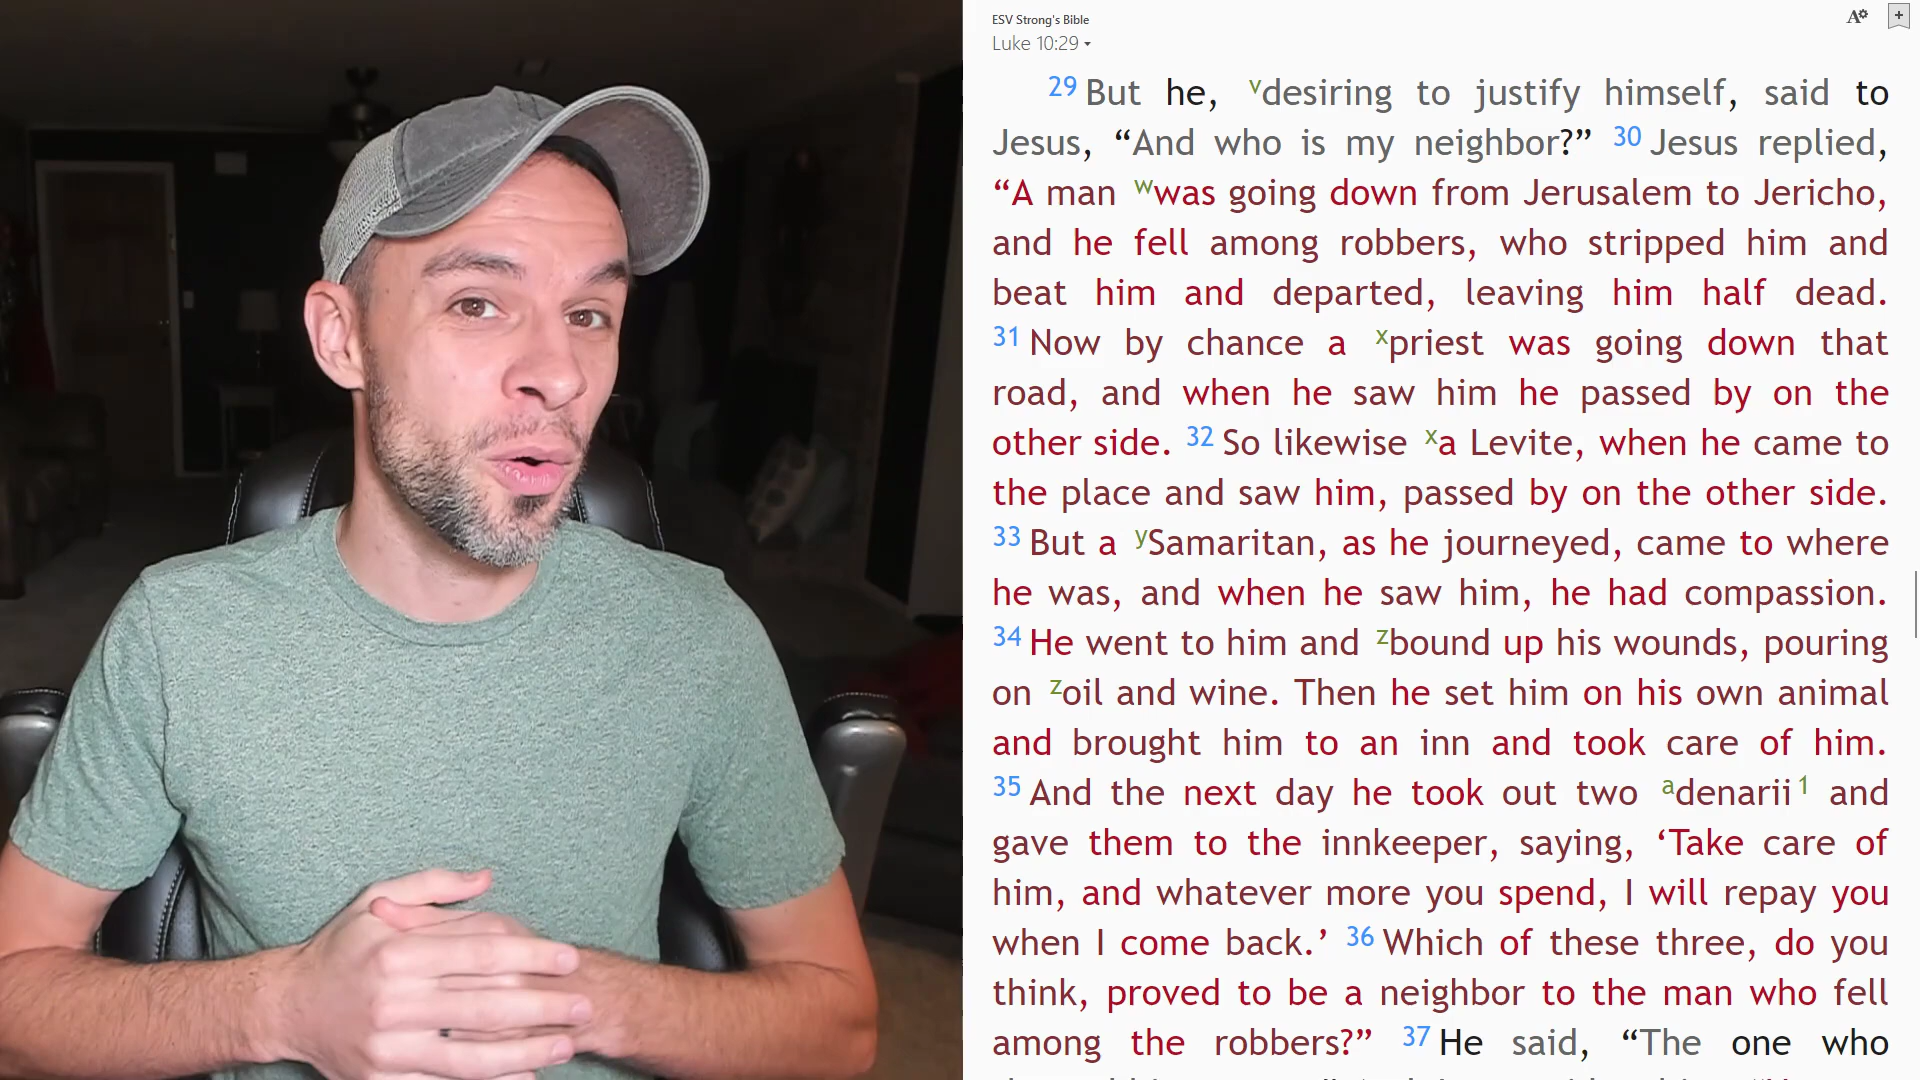 ESV Strong's Bible
Luke 10:29
29 But he, vdesiring to justify himself, said to
Jesus, “And who is my neighbor?” 30 Jesus replied,
“A man wwas going down from Jerusalem to Jericho,
and he fell among robbers, who stripped him and
beat him and departed, leaving him half dead.
31 Now by chance a xpriest was going down that
road, and when he saw him he passed by on the
other side. 32 So likewise xa Levite, when he came to
the place and saw him, passed by on the other side.
33 But a ySamaritan, as he journeyed, came to where
he was, and when he saw him, he had compassion.
34 He went to him and zbound up his wounds, pouring
on zoil and wine. Then he set him on his own animal
and brought him to an inn and took care of him.
35 And the next day he took out two adenarii1 and
gave them to the innkeeper, saying, ‘Take care of
him, and whatever more you spend, I will repay you
when I come back.’ 36 Which of these three, do you
think, proved to be a neighbor to the man who fell
among the robbers?” 37 He said, “The one who